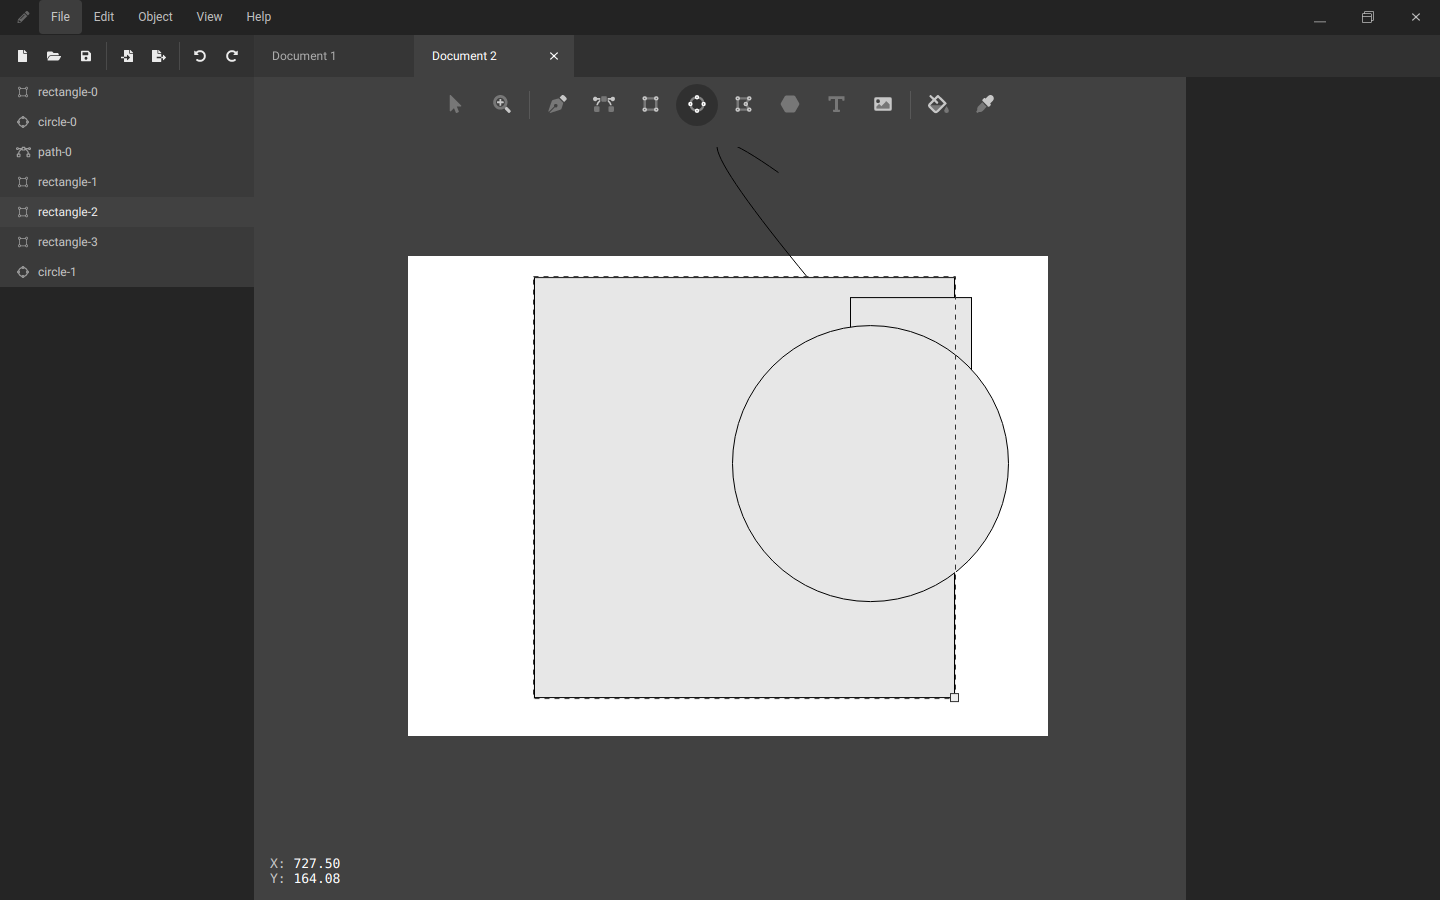 File Edit Object View Help
Document 1 Document 2
rectangle-0
circle-0
path-0
rectangle-1
rectangle-2
rectangle-3
circle-1
X: 727.50
Y: 164.08